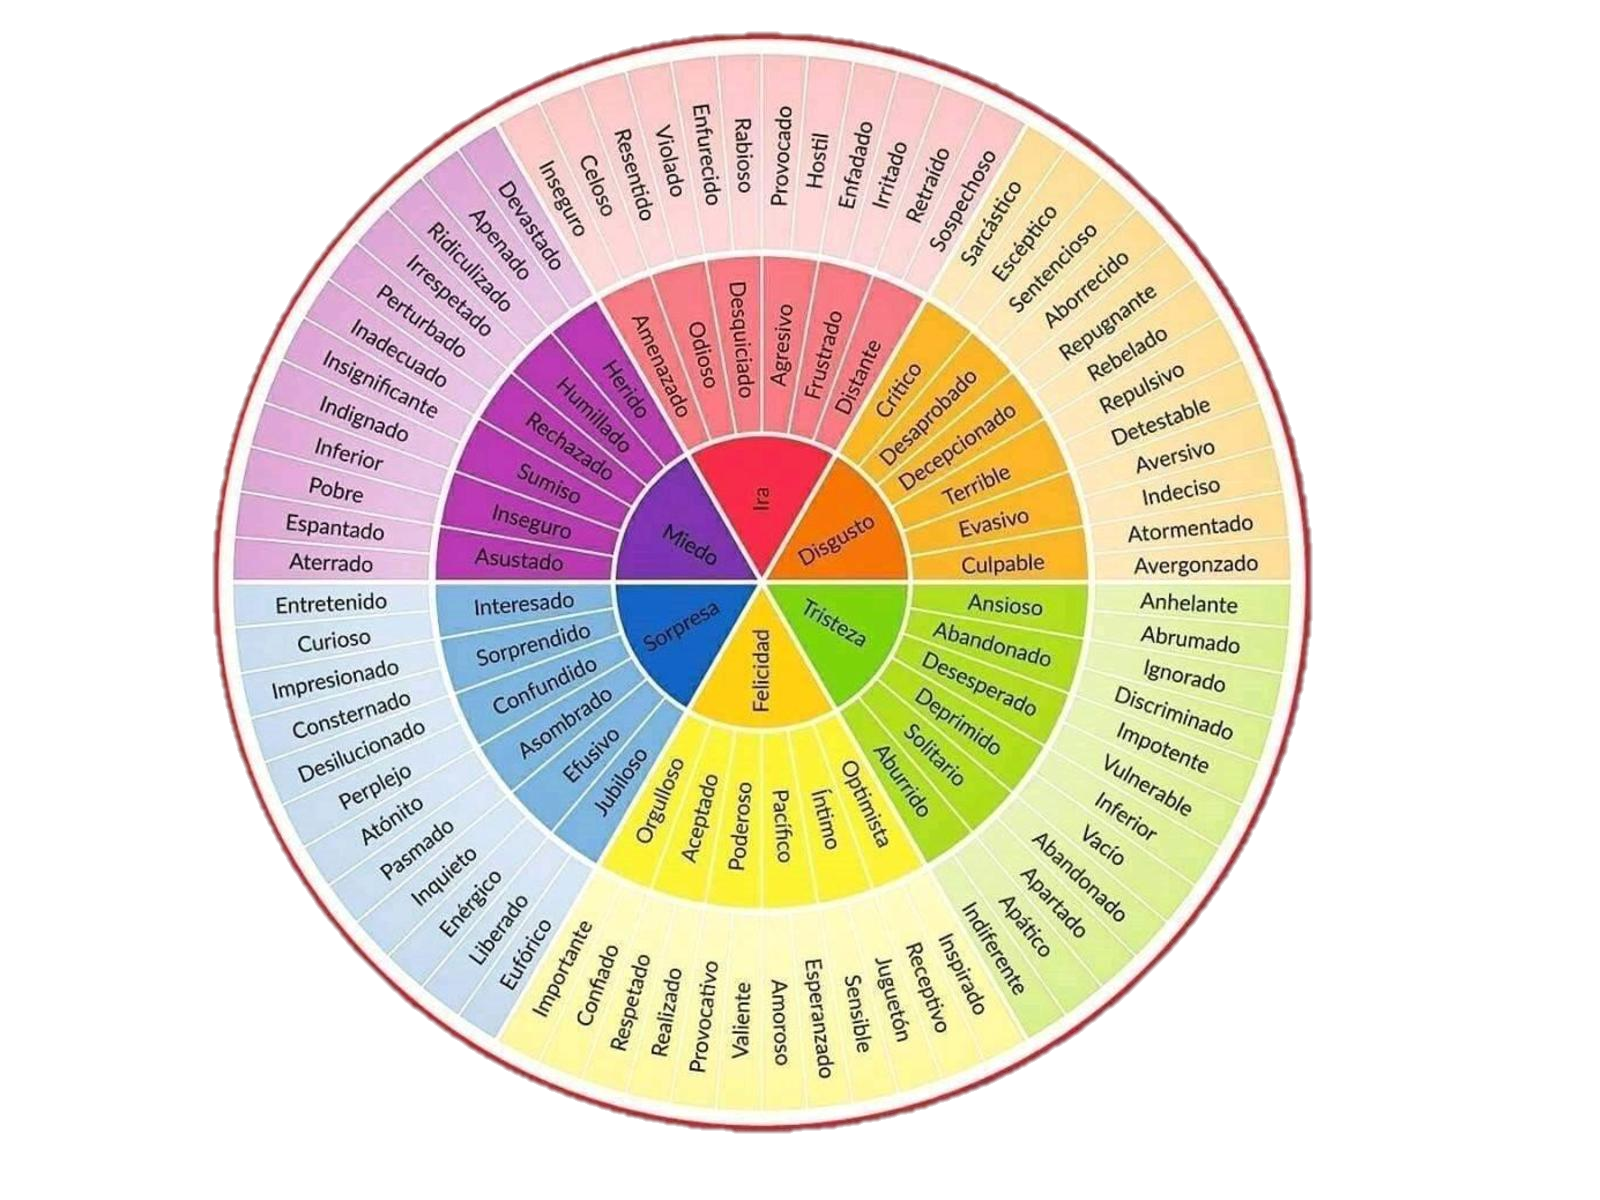 Ira
Disgusto
Tristeza
Felicidad
Sorpresa
Miedo
Amenazado
Odioso
Desquiciado
Agresivo
Frustrado
Distante
Crítico
Desaprobado
Decepcionado
Terrible
Evasivo
Culpable
Ansioso
Abandonado
Desesperado
Deprimido
Solitario
Aburrido
Optimista
Íntimo
Pacífico
Poderoso
Aceptado
Orgulloso
Jubiloso
Efusivo
Asombrado
Confundido
Sorprendido
Interesado
Asustado
Inseguro
Sumiso
Rechazado
Humillado
Herido
Inseguro
Celoso
Resentido
Violado
Enfurecido
Rabioso
Provocado
Hostil
Enfadado
Irritado
Retraído
Sospechoso
Sarcástico
Escéptico
Sentencioso
Aborrecido
Repugnante
Rebelado
Repulsivo
Detestable
Aversivo
Indeciso
Atormentado
Avergonzado
Anhelante
Abrumado
Ignorado
Discriminado
Impotente
Vulnerable
Inferior
Vacío
Abandonado
Apartado
Apático
Indiferente
Inspirado
Receptivo
Juguetón
Sensible
Esperanzado
Amoroso
Valiente
Provocativo
Realizado
Respetado
Confiado
Importante
Eufórico
Liberado
Enérgico
Inquieto
Pasmado
Atónito
Perplejo
Desilucionado
Consternado
Impresionado
Curioso
Entretenido
Aterrado
Espantado
Pobre
Inferior
Indignado
Insignificante
Inadecuado
Perturbado
Irrespetado
Ridiculizado
Apenado
Devastado